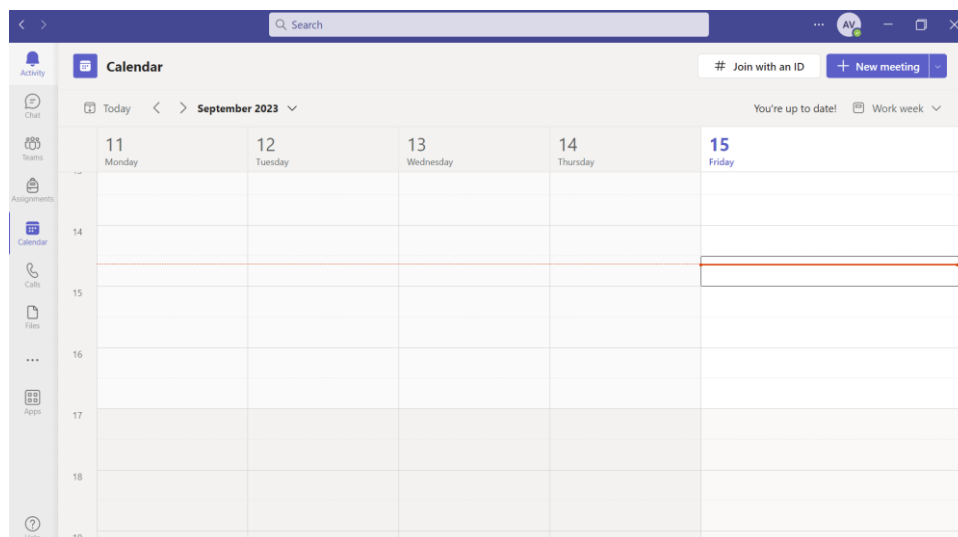 Search
AV
Activity
Calendar
# Join with an ID
+ New meeting
Chat
Today
September 2023
You're up to date!
Work week
Teams
11
Monday
12
Tuesday
13
Wednesday
14
Thursday
15
Friday
Assignments
Calendar
14
Calls
15
Files
16
...
Apps
17
18